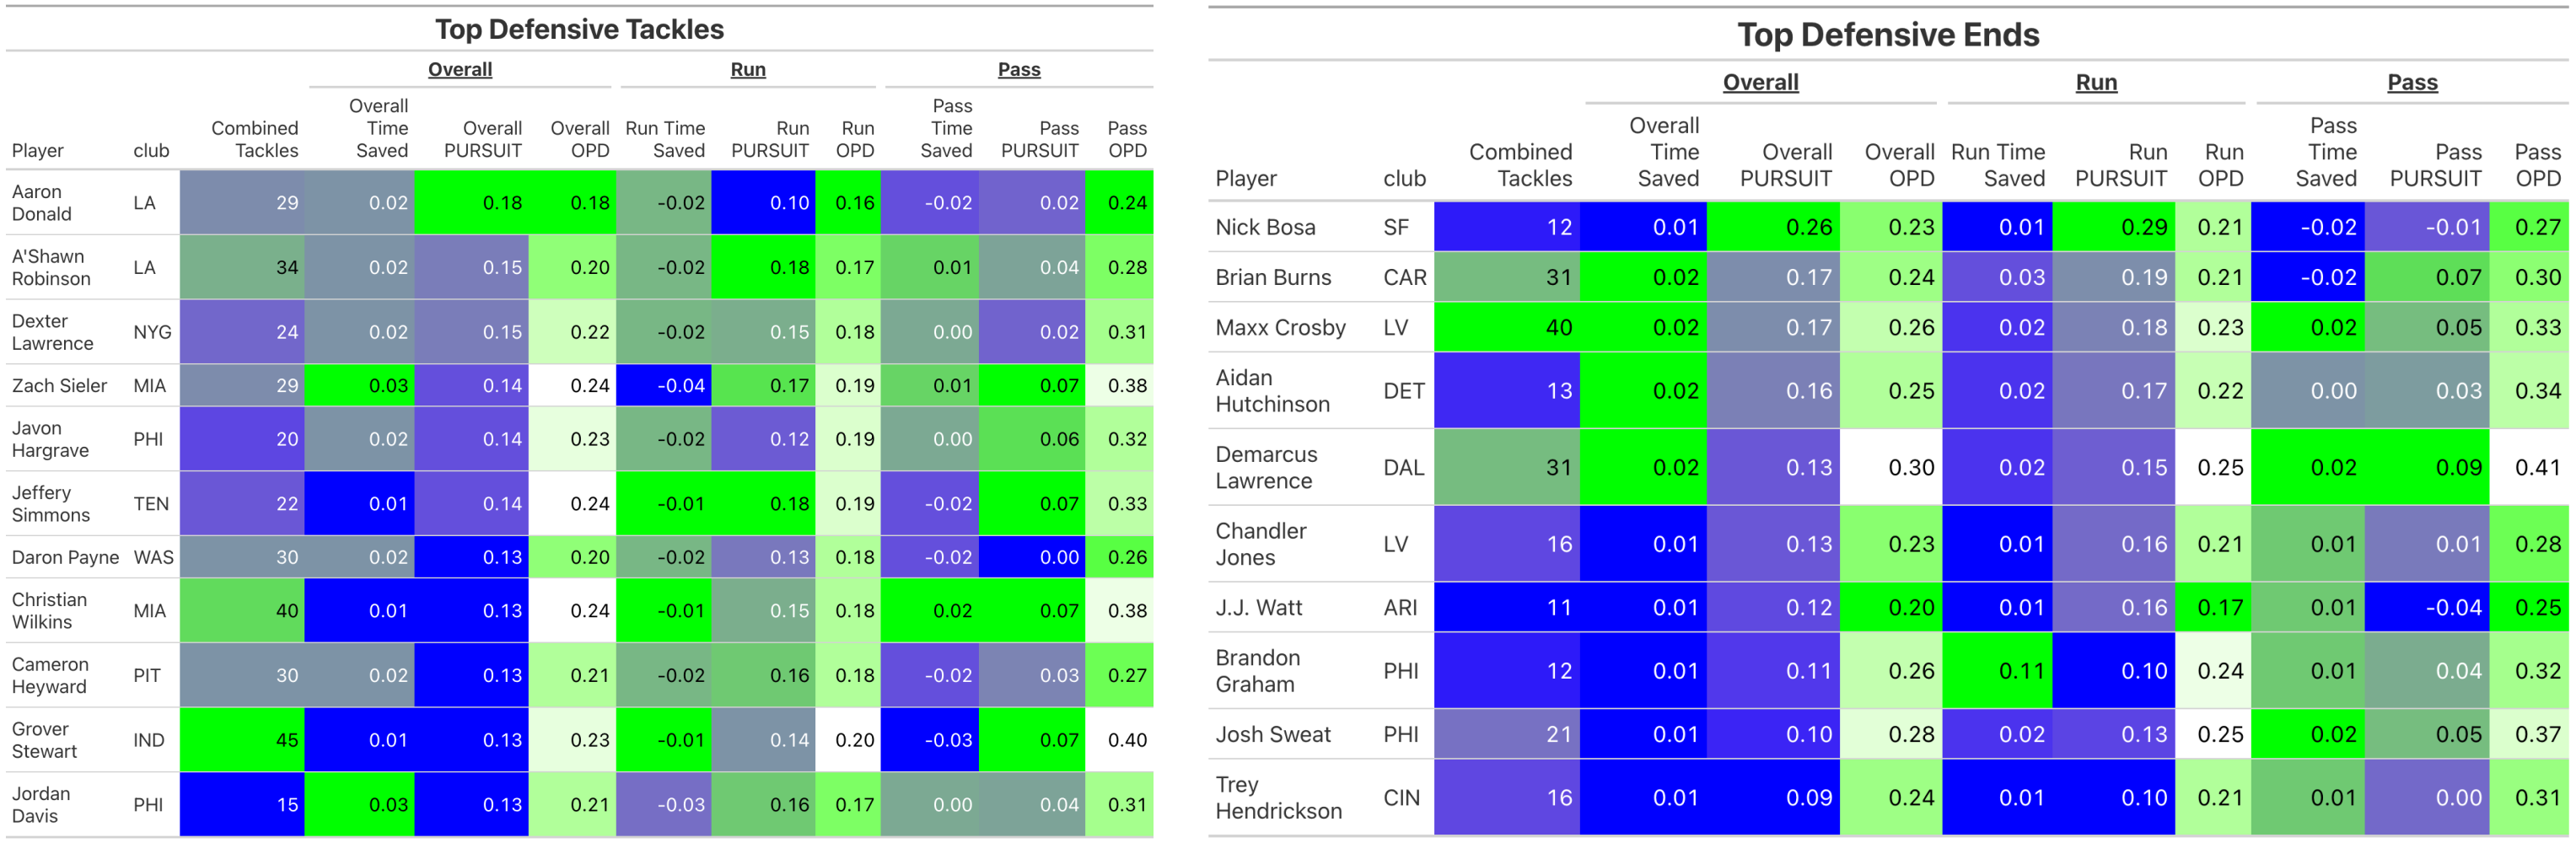 Top Defensive Tackles
Overall Run Pass
Player club Combined Tackles Overall Time Saved Overall PURSUIT Overall OPD Run Time Saved Run PURSUIT Run OPD Pass Time Saved Pass PURSUIT Pass OPD
Aaron Donald LA 29 0.02 0.18 0.18 -0.02 0.10 0.16 -0.02 0.02 0.24
A'Shawn Robinson LA 34 0.02 0.15 0.20 -0.02 0.18 0.17 0.01 0.04 0.28
Dexter Lawrence NYG 24 0.02 0.15 0.22 -0.02 0.15 0.18 0.00 0.02 0.31
Zach Sieler MIA 29 0.03 0.14 0.24 -0.04 0.17 0.19 0.01 0.07 0.38
Javon Hargrave PHI 20 0.02 0.14 0.23 -0.02 0.12 0.19 0.00 0.06 0.32
Jeffery Simmons TEN 22 0.01 0.14 0.24 -0.01 0.18 0.19 -0.02 0.07 0.33
Daron Payne WAS 30 0.02 0.13 0.20 -0.02 0.13 0.18 -0.02 0.00 0.26
Christian Wilkins MIA 40 0.01 0.13 0.24 -0.01 0.15 0.18 0.02 0.07 0.38
Cameron Heyward PIT 30 0.02 0.13 0.21 -0.02 0.16 0.18 -0.02 0.03 0.27
Grover Stewart IND 45 0.01 0.13 0.23 -0.01 0.14 0.20 -0.03 0.07 0.40
Jordan Davis PHI 15 0.03 0.13 0.21 -0.03 0.16 0.17 0.00 0.04 0.31
Top Defensive Ends
Overall Run Pass
Player club Combined Tackles Overall Time Saved Overall PURSUIT Overall OPD Run Time Saved Run PURSUIT Run OPD Pass Time Saved Pass PURSUIT Pass OPD
Nick Bosa SF 12 0.01 0.26 0.23 0.01 0.29 0.21 -0.02 -0.01 0.27
Brian Burns CAR 31 0.02 0.17 0.24 0.03 0.19 0.21 -0.02 0.07 0.30
Maxx Crosby LV 40 0.02 0.17 0.26 0.02 0.18 0.23 0.02 0.05 0.33
Aidan Hutchinson DET 13 0.02 0.16 0.25 0.02 0.17 0.22 0.00 0.03 0.34
Demarcus Lawrence DAL 31 0.02 0.13 0.30 0.02 0.15 0.25 0.02 0.09 0.41
Chandler Jones LV 16 0.01 0.13 0.23 0.01 0.16 0.21 0.01 0.01 0.28
J.J. Watt ARI 11 0.01 0.12 0.20 0.01 0.16 0.17 0.01 -0.04 0.25
Brandon Graham PHI 12 0.01 0.11 0.26 0.11 0.10 0.24 0.01 0.04 0.32
Josh Sweat PHI 21 0.01 0.10 0.28 0.02 0.13 0.25 0.02 0.05 0.37
Trey Hendrickson CIN 16 0.01 0.09 0.24 0.01 0.10 0.21 0.01 0.00 0.31